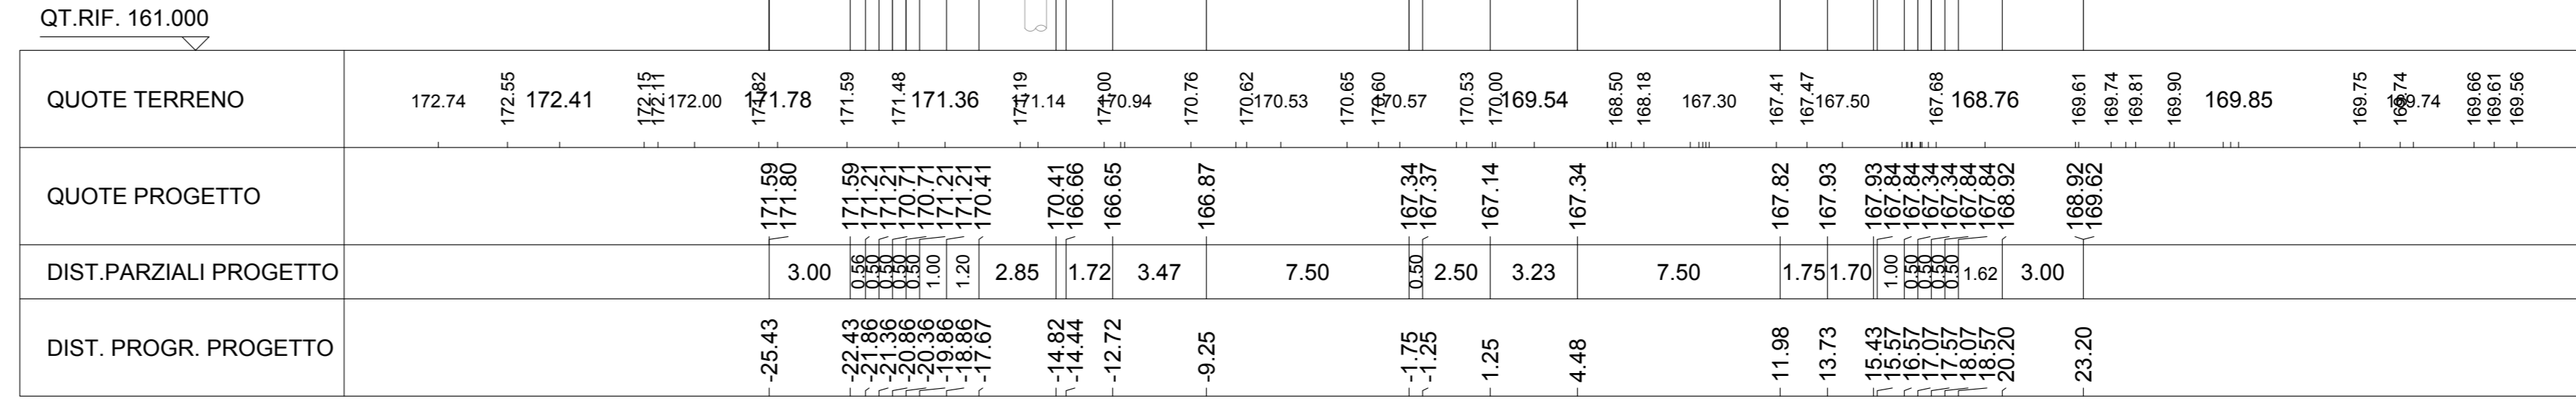 QT.RIF. 161.000
QUOTE TERRENO 172.74 172.55 172.41 172.15 172.11 172.00 171.82 171.78 171.59 171.48 171.36 171.19 171.14 171.00 170.94 170.76 170.62 170.53 170.65 170.60 170.57 170.53 170.00 169.54 168.50 168.18 167.30 167.41 167.47 167.50 167.68 168.76 169.61 169.74 169.81 169.90 169.85 169.75 169.74 169.74 169.66 169.61 169.56
QUOTE PROGETTO 171.59 171.80 171.59 171.21 171.21 170.71 170.71 171.21 171.21 170.41 170.41 166.66 166.65 166.87 167.34 167.37 167.14 167.34 167.82 167.93 167.93 167.84 167.84 167.34 167.34 167.84 167.84 168.92 168.92 169.62
DIST.PARZIALI PROGETTO 3.00 0.56 0.50 0.50 0.50 0.50 1.00 1.20 2.85 1.72 3.47 7.50 0.50 2.50 3.23 7.50 1.75 1.70 1.00 0.50 0.50 0.50 0.50 1.62 3.00
DIST. PROGR. PROGETTO -25.43 -22.43 -21.86 -21.36 -20.86 -20.36 -19.86 -18.86 -17.67 -14.82 -14.44 -12.72 -9.25 -1.75 -1.25 1.25 4.48 11.98 13.73 15.43 15.57 16.57 17.07 17.57 18.07 18.57 20.20 23.20